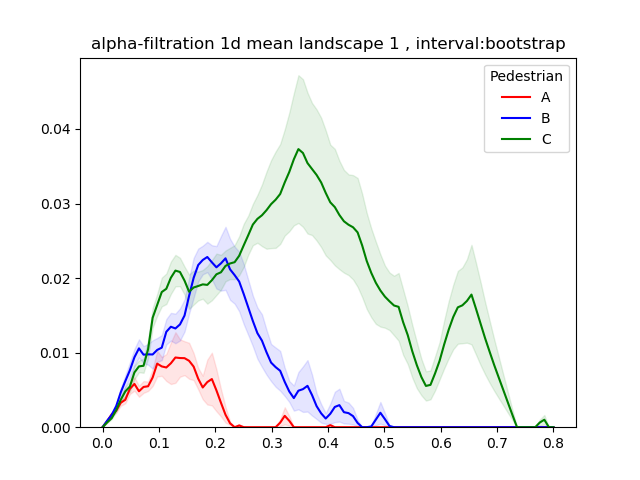 alpha-filtration 1d mean landscape 1 , interval:bootstrap
Pedestrian
A
B
C
0.04
0.03
0.02
0.01
0.00
0.0 0.1 0.2 0.3 0.4 0.5 0.6 0.7 0.8